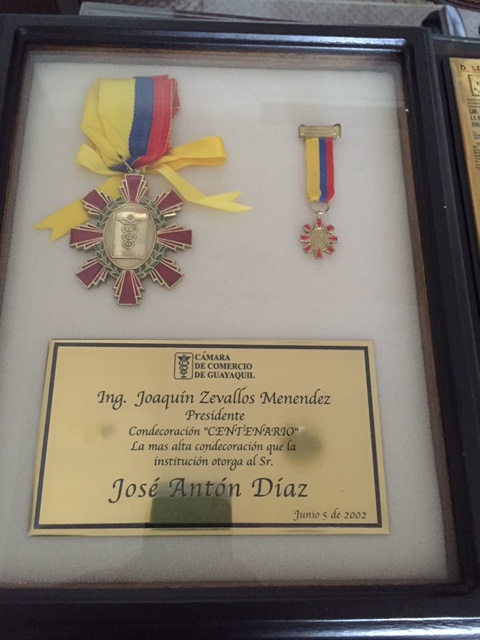 CÁMARA
DE COMERCIO
DE GUAYAQUIL
Ing. Joaquín Zevallos Menendez
Presidente
Condecoración "CENTENARIO"
La mas alta condecoración que la
institución otorga al Sr.
José Antón Díaz
Junio 5 de 2002